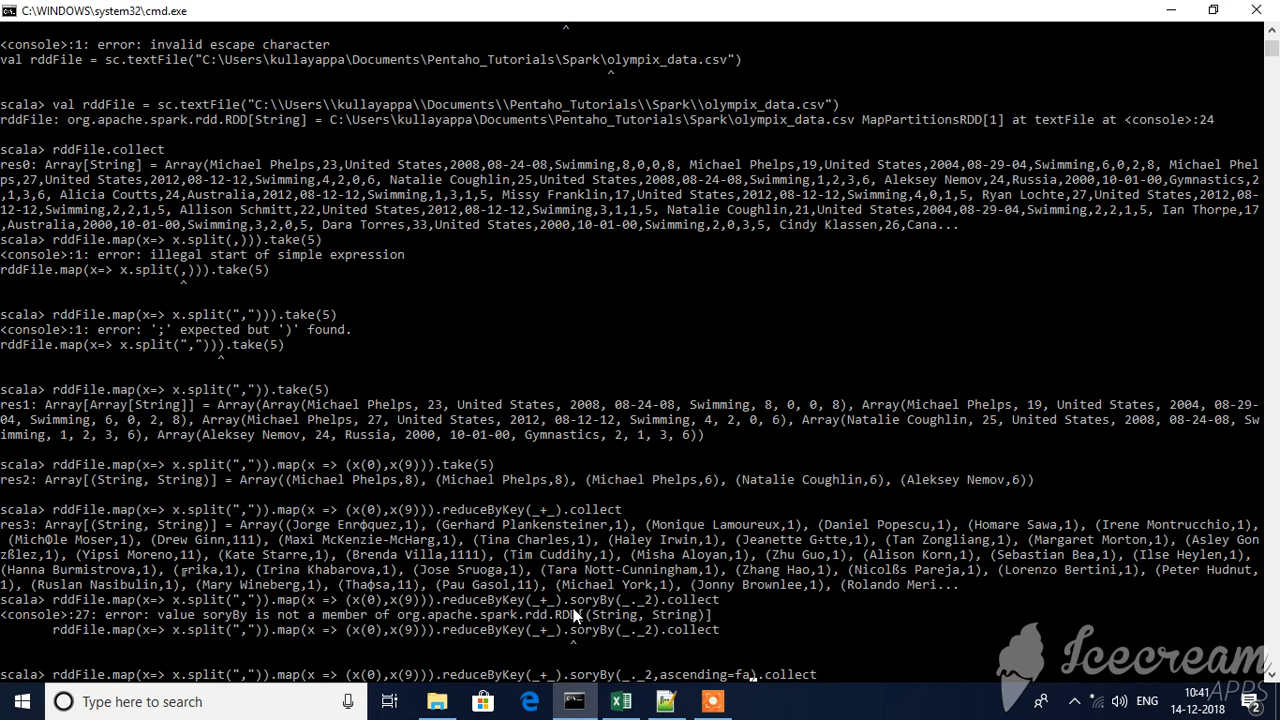 C:\WINDOWS\system32\cmd.exe
^
<console>:1: error: invalid escape character
val rddFile = sc.textFile("C:\Users\kullayappa\Documents\Pentaho_Tutorials\Spark\olympix_data.csv")
^
scala> val rddFile = sc.textFile("C:\\Users\\kullayappa\\Documents\\Pentaho_Tutorials\\Spark\\olympix_data.csv")
rddFile: org.apache.spark.rdd.RDD[String] = C:\Users\kullayappa\Documents\Pentaho_Tutorials\Spark\olympix_data.csv MapPartitionsRDD[1] at textFile at <console>:24
scala> rddFile.collect
res0: Array[String] = Array(Michael Phelps,23,United States,2008,08-24-08,Swimming,8,0,0,8, Michael Phelps,19,United States,2004,08-29-04,Swimming,6,0,2,8, Michael Phel
ps,27,United States,2012,08-12-12,Swimming,4,2,0,6, Natalie Coughlin,25,United States,2008,08-24-08,Swimming,1,2,3,6, Aleksey Nemov,24,Russia,2000,10-01-00,Gymnastics,2
,1,3,6, Alicia Coutts,24,Australia,2012,08-12-12,Swimming,1,3,1,5, Missy Franklin,17,United States,2012,08-12-12,Swimming,4,0,1,5, Ryan Lochte,27,United States,2012,08-
12-12,Swimming,2,2,1,5, Allison Schmitt,22,United States,2012,08-12-12,Swimming,3,1,1,5, Natalie Coughlin,21,United States,2004,08-29-04,Swimming,2,2,1,5, Ian Thorpe,17
,Australia,2000,10-01-00,Swimming,3,2,0,5, Dara Torres,33,United States,2000,10-01-00,Swimming,2,0,3,5, Cindy Klassen,26,Cana...
scala> rddFile.map(x=> x.split(,))).take(5)
<console>:1: error: illegal start of simple expression
rddFile.map(x=> x.split(,))).take(5)
^
scala> rddFile.map(x=> x.split(","))).take(5)
<console>:1: error: ';' expected but ')' found.
rddFile.map(x=> x.split(","))).take(5)
^
scala> rddFile.map(x=> x.split(",")).take(5)
res1: Array[Array[String]] = Array(Array(Michael Phelps, 23, United States, 2008, 08-24-08, Swimming, 8, 0, 0, 8), Array(Michael Phelps, 19, United States, 2004, 08-29-
04, Swimming, 6, 0, 2, 8), Array(Michael Phelps, 27, United States, 2012, 08-12-12, Swimming, 4, 2, 0, 6), Array(Natalie Coughlin, 25, United States, 2008, 08-24-08, Sw
imming, 1, 2, 3, 6), Array(Aleksey Nemov, 24, Russia, 2000, 10-01-00, Gymnastics, 2, 1, 3, 6))
scala> rddFile.map(x=> x.split(",")).map(x => (x(0),x(9))).take(5)
res2: Array[(String, String)] = Array((Michael Phelps,8), (Michael Phelps,8), (Michael Phelps,6), (Natalie Coughlin,6), (Aleksey Nemov,6))
scala> rddFile.map(x=> x.split(",")).map(x => (x(0),x(9))).reduceByKey(_+_).collect
res3: Array[(String, String)] = Array((Jorge Enrφquez,1), (Gerhard Plankensteiner,1), (Monique Lamoureux,1), (Daniel Popescu,1), (Homare Sawa,1), (Irene Montrucchio,1),
(MichΘle Moser,1), (Drew Ginn,111), (Maxi McKenzie-McHarg,1), (Tina Charles,1), (Haley Irwin,1), (Jeanette G÷tte,1), (Tan Zongliang,1), (Margaret Morton,1), (Asley Gon
zßlez,1), (Yipsi Moreno,11), (Kate Starre,1), (Brenda Villa,1111), (Tim Cuddihy,1), (Misha Aloyan,1), (Zhu Guo,1), (Alison Korn,1), (Sebastian Bea,1), (Ilse Heylen,1),
(Hanna Burmistrova,1), (╔rika,1), (Irina Khabarova,1), (Jose Sruoga,1), (Tara Nott-Cunningham,1), (Zhang Hao,1), (Nicolßs Pareja,1), (Lorenzo Bertini,1), (Peter Hudnut,
1), (Ruslan Nasibulin,1), (Mary Wineberg,1), (Thaφsa,11), (Pau Gasol,11), (Michael York,1), (Jonny Brownlee,1), (Rolando Meri...
scala> rddFile.map(x=> x.split(",")).map(x => (x(0),x(9))).reduceByKey(_+_).soryBy(_._2).collect
<console>:27: error: value soryBy is not a member of org.apache.spark.rdd.RDD[(String, String)]
rddFile.map(x=> x.split(",")).map(x => (x(0),x(9))).reduceByKey(_+_).soryBy(_._2).collect
^
scala> rddFile.map(x=> x.split(",")).map(x => (x(0),x(9))).reduceByKey(_+_).soryBy(_._2,ascending=fa).collect
Icecream
APPS
Type here to search
ENG
10:41
14-12-2018
2